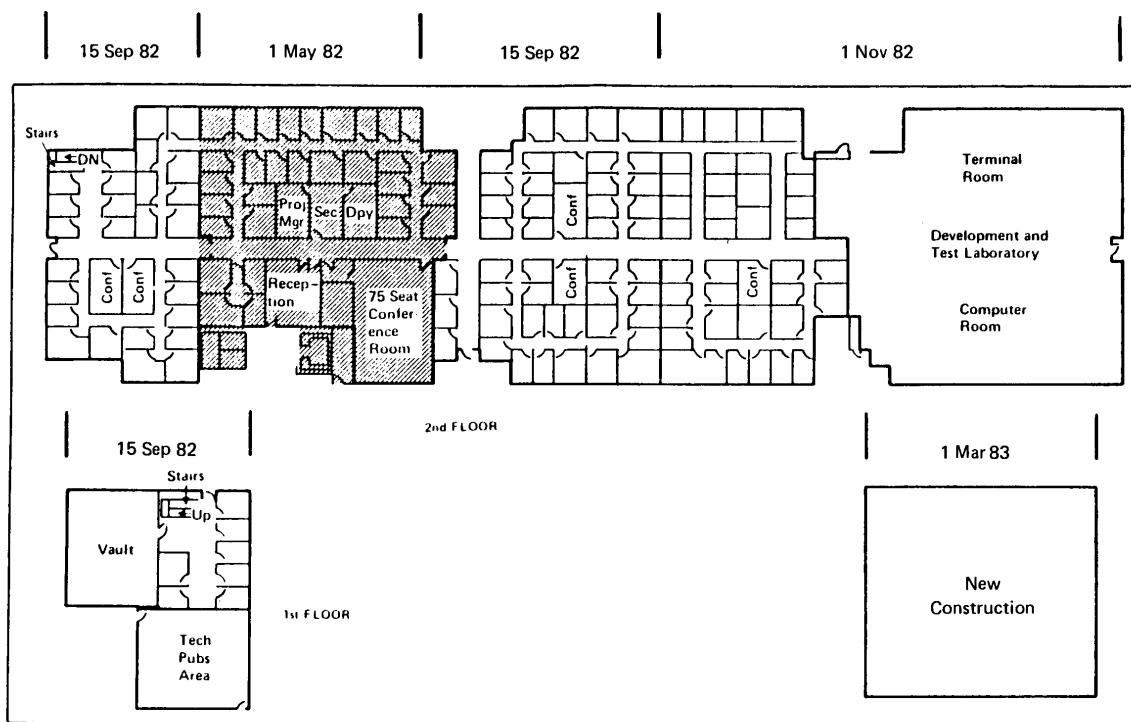 15 Sep 82
1 May 82
15 Sep 82
1 Nov 82
Stairs
DN
Proj
Mgr
Sec
Dpy
Conf
Terminal
Room
Development and
Test Laboratory
Computer
Room
Conf
Conf
Recep-
tion
75 Seat
Confer-
ence
Room
Conf
Conf
2nd FLOOR
15 Sep 82
1 Mar 83
Stairs
Up
Vault
1st FLOOR
Tech
Pubs
Area
New
Construction